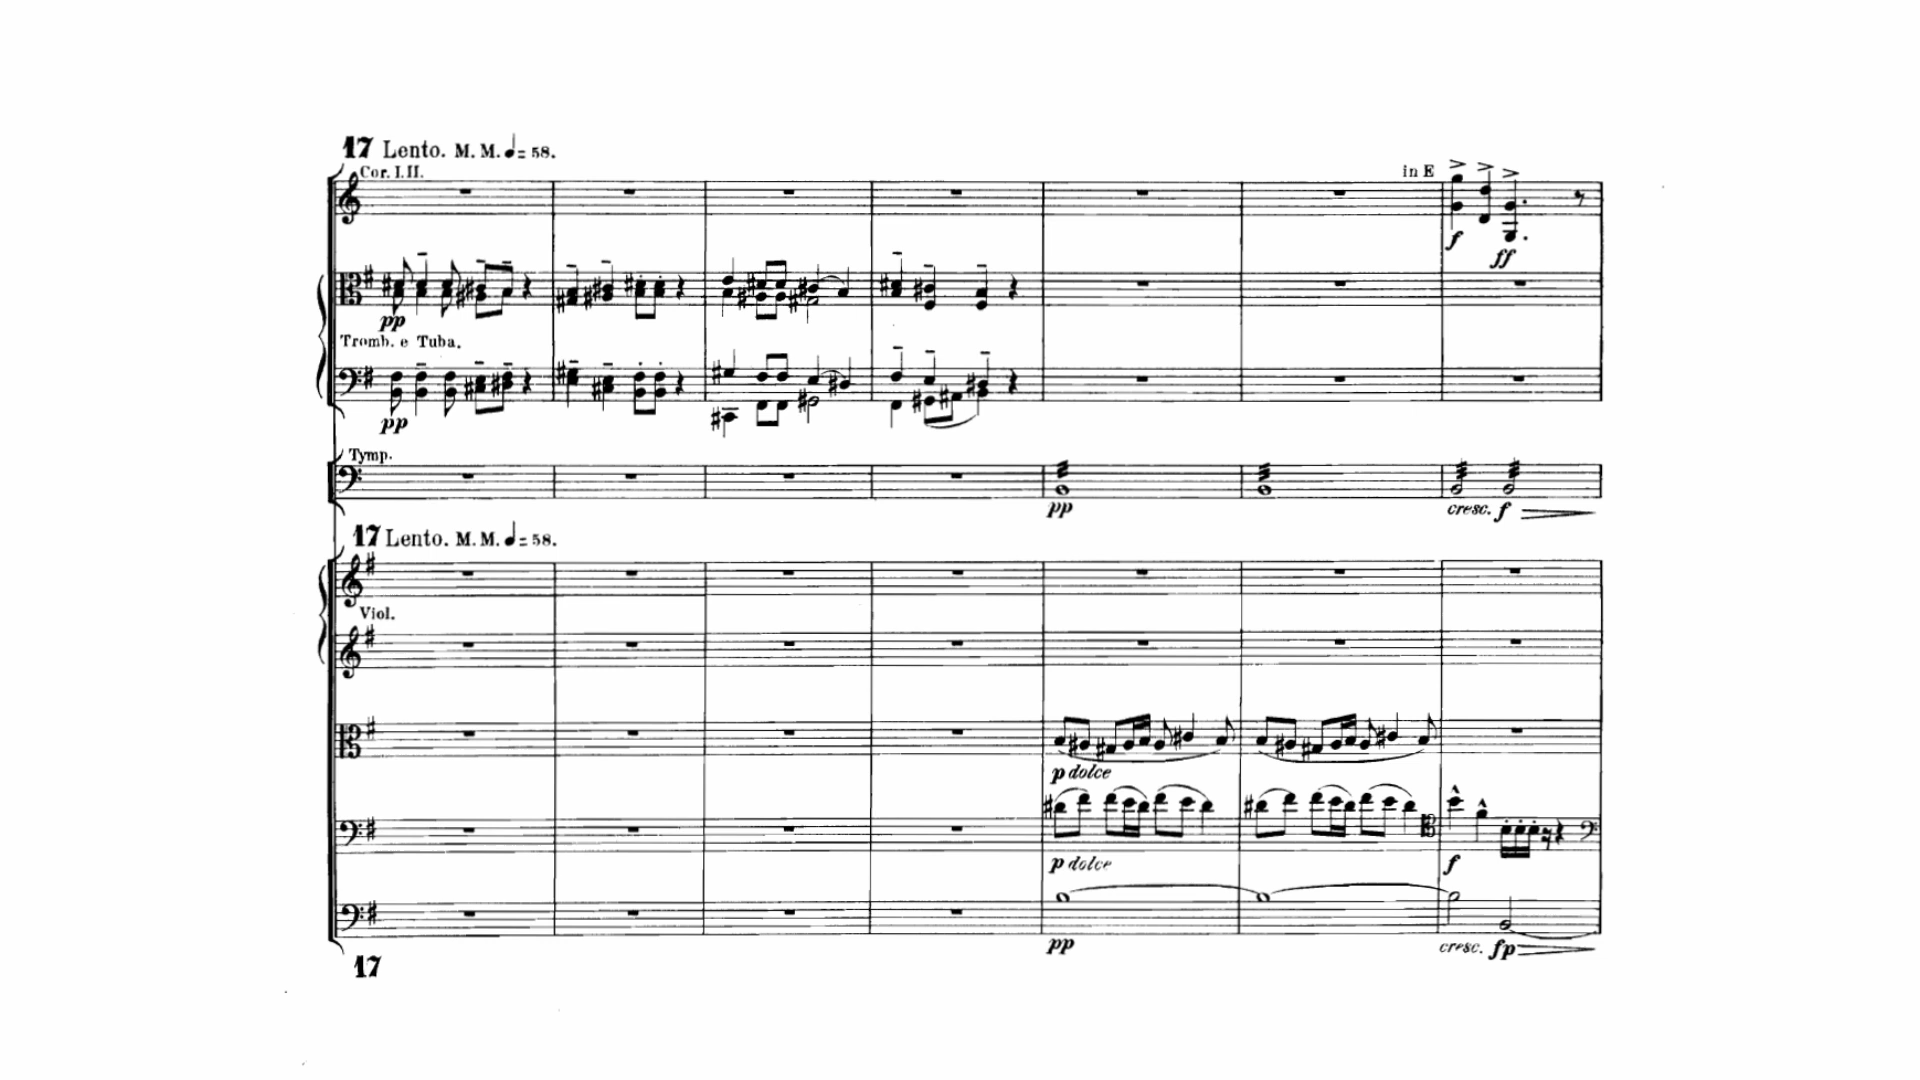 17 Lento. M. M. ♩= 58.
Cor. I.II.
in E
f
ff
pp
Tromb. e Tuba.
pp
Tymp.
pp
cresc. f
17 Lento. M. M. ♩= 58.
Viol.
p dolce
p dolce
f
pp
cresc. fp
17